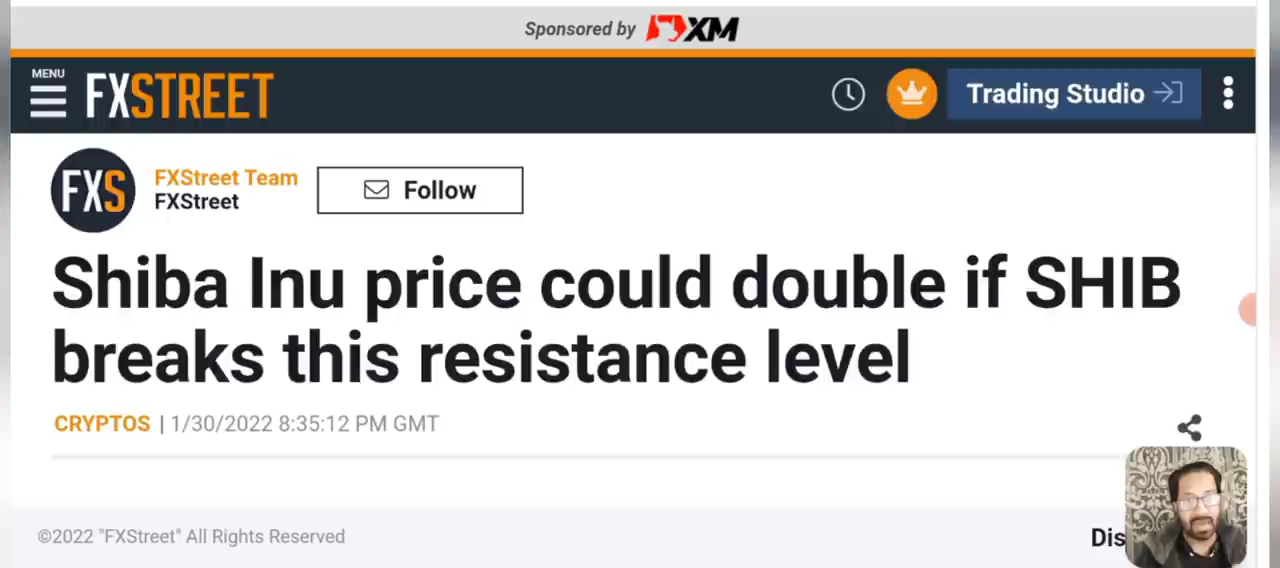 Sponsored by XM
MENU
FXSTREET
Trading Studio
FXS
FXStreet Team
FXStreet
Follow
Shiba Inu price could double if SHIB
breaks this resistance level
CRYPTOS | 1/30/2022 8:35:12 PM GMT
©2022 "FXStreet" All Rights Reserved
Dis